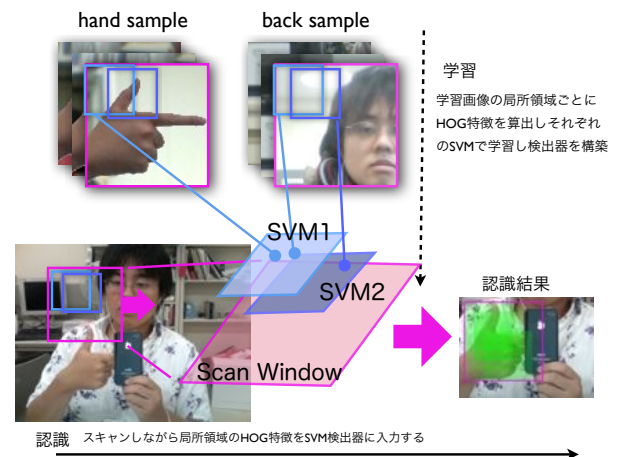 hand sample
back sample
学習
学習画像の局所領域ごとに
HOG特徴を算出しそれぞれ
のSVMで学習し検出器を構築
SVM1
SVM2
認識結果
Scan Window
認識 スキャンしながら局所領域のHOG特徴をSVM検出器に入力する